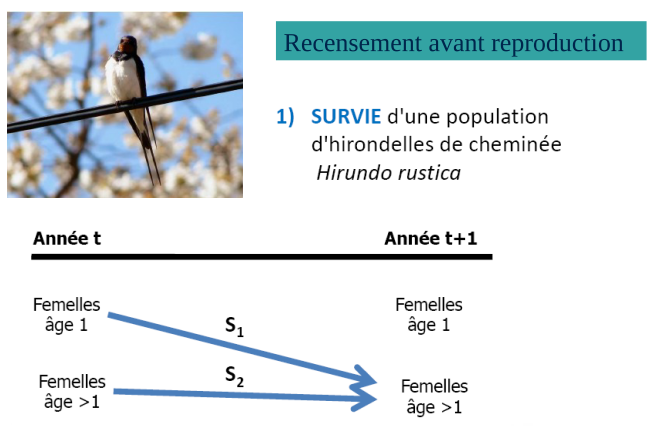 Recensement avant reproduction
1) SURVIE d'une population
d'hirondelles de cheminée
Hirundo rustica
Année t
Année t+1
Femelles
âge 1
S1
Femelles
âge 1
Femelles
âge >1
S2
Femelles
âge >1